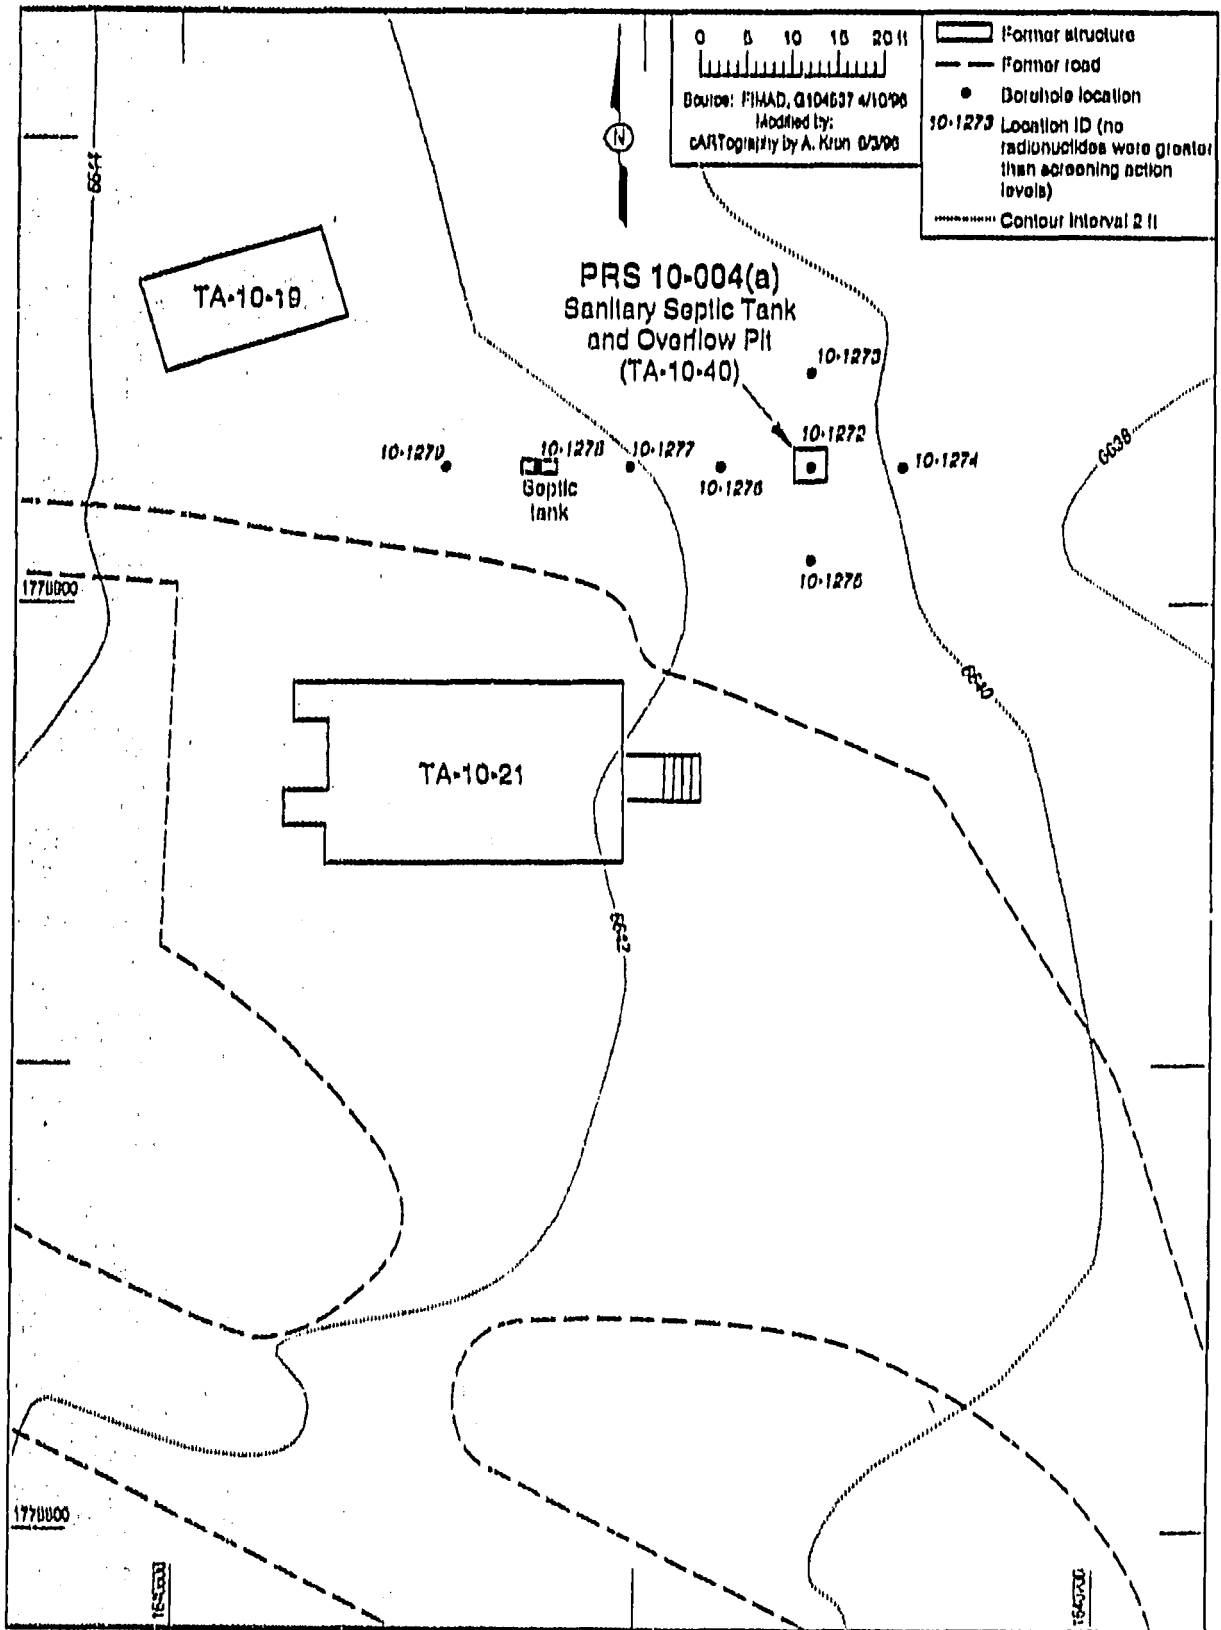 0 5 10 15 20 ft
Source: FIMAD, G104637 4/10/96
Modified by:
cARTography by A. Kron 6/3/96
Former structure
Former road
Borehole location
10-1273 Location ID (no
radionuclides were greater
than screening action
levels)
Contour Interval 2 ft
N
6644
TA-10-19
PRS 10-004(a)
Sanitary Septic Tank
and Overflow Pit
(TA-10-40)
10-1273
10-1272
10-1279
10-1278
10-1277
10-1276
10-1274
6638
Septic
tank
10-1275
6640
TA-10-21
6642